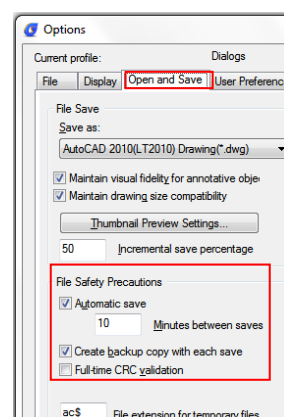 Options
Current profile: Dialogs
File Display Open and Save User Preferenc
File Save
Save as:
AutoCAD 2010(LT2010) Drawing(*.dwg)
Maintain visual fidelity for annotative obje
Maintain drawing size compatibility
Thumbnail Preview Settings...
50 Incremental save percentage
File Safety Precautions
Automatic save
10 Minutes between saves
Create backup copy with each save
Full-time CRC validation
ac$ File extension for temporary files